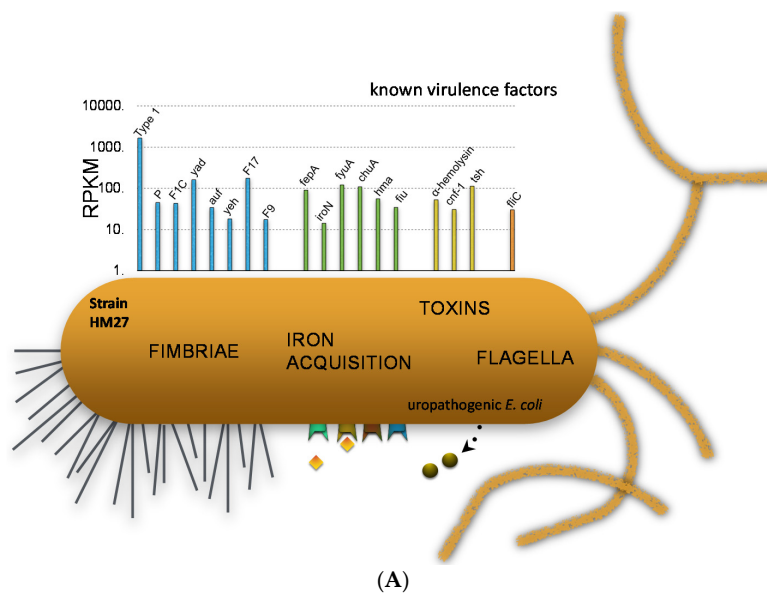 known virulence factors
10000.
1000.
100.
10.
1.
RPKM
Type 1
P
F1C
yad
auf
yeh
F17
F9
fepA
iroN
fyuA
chuA
hma
fiu
α-hemolysin
cnf-1
tsh
fliC
Strain
HM27
FIMBRIAE
IRON
ACQUISITION
TOXINS
FLAGELLA
uropathogenic E. coli
(A)